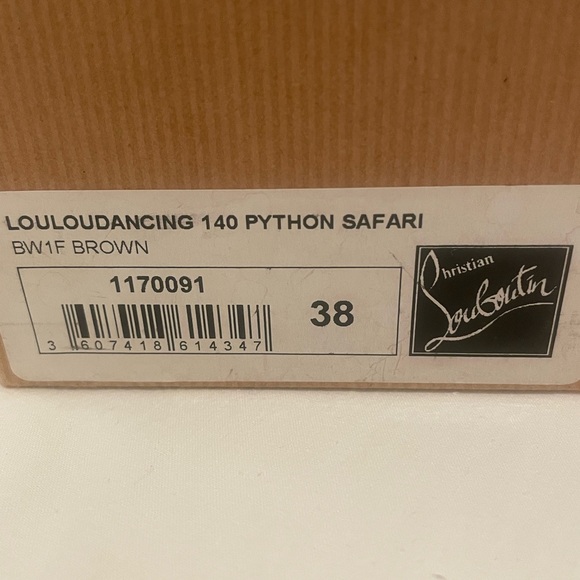 LOULOUDANCING 140 PYTHON SAFARI
BW1F BROWN
1170091
38
3 607418 614347
Christian
Louboutin